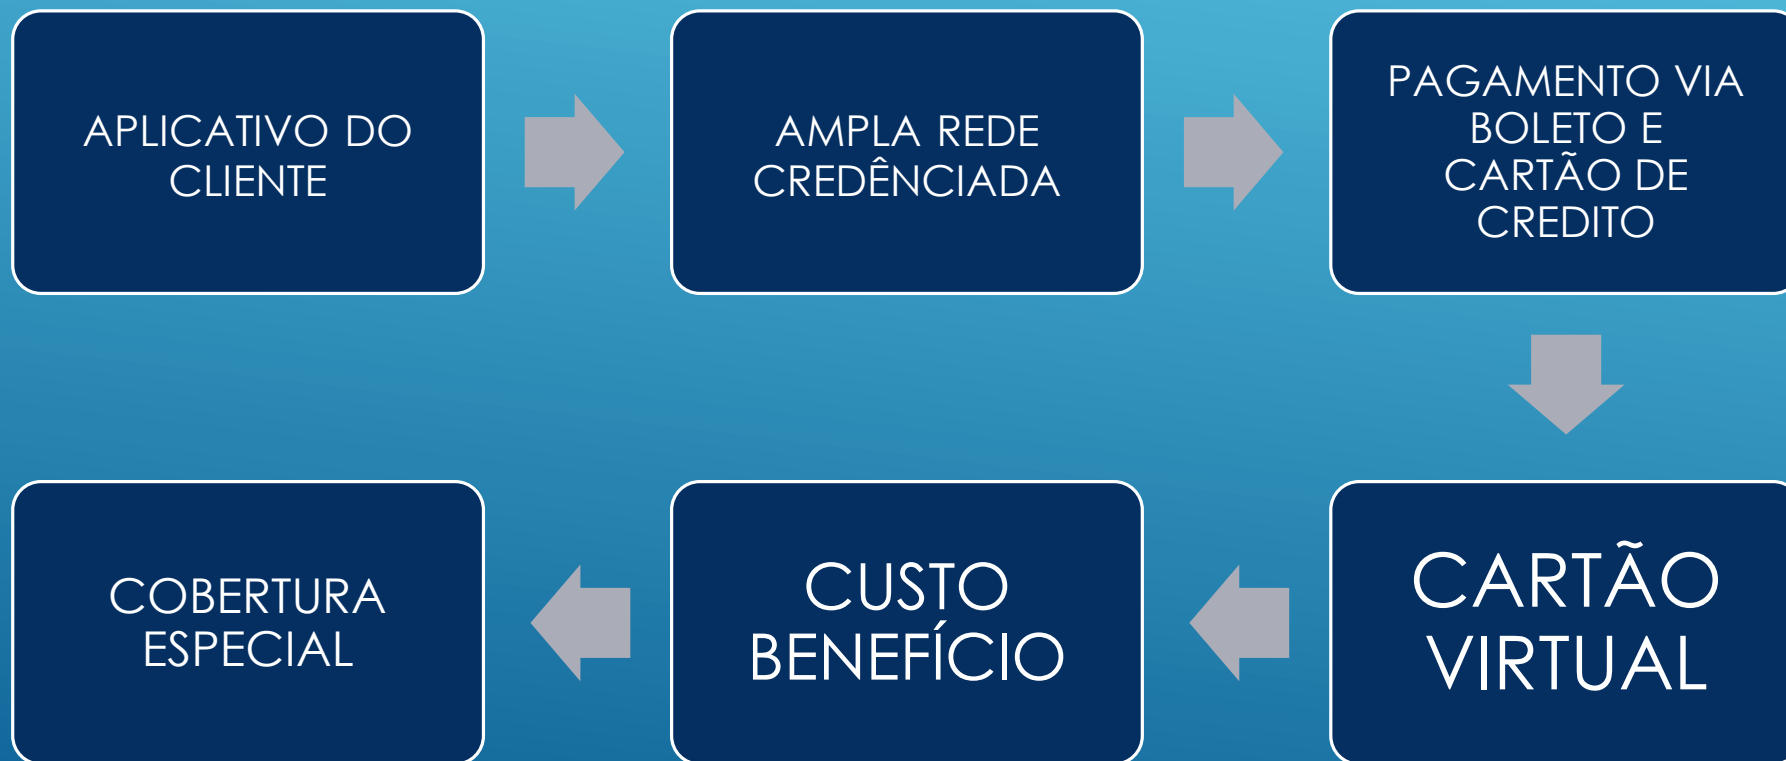 APLICATIVO DO
CLIENTE
AMPLA REDE
CREDÊNCIADA
PAGAMENTO VIA
BOLETO E
CARTÃO DE
CREDITO
CARTÃO
VIRTUAL
CUSTO
BENEFÍCIO
COBERTURA
ESPECIAL